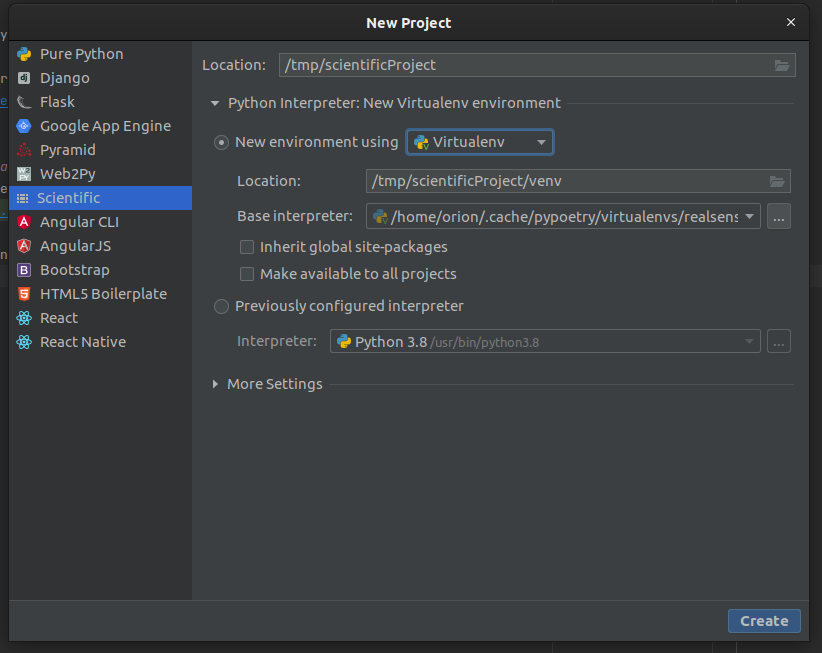 New Project
Pure Python
Django
Flask
Google App Engine
Pyramid
Web2Py
Scientific
Angular CLI
AngularJS
Bootstrap
HTML5 Boilerplate
React
React Native
Location: /tmp/scientificProject
Python Interpreter: New Virtualenv environment
New environment using Virtualenv
Location: /tmp/scientificProject/venv
Base interpreter: /home/orion/.cache/pypoetry/virtualenvs/realsens ...
Inherit global site-packages
Make available to all projects
Previously configured interpreter
Interpreter: Python 3.8 /usr/bin/python3.8 ...
More Settings
Create